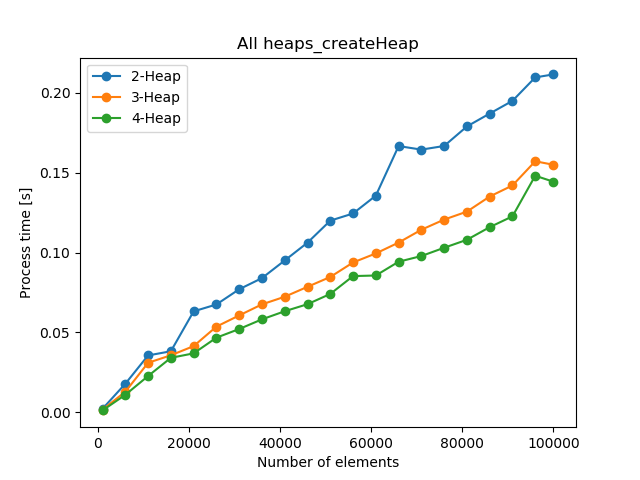 All heaps_createHeap
2-Heap
3-Heap
4-Heap
Process time [s]
0.20
0.15
0.10
0.05
0.00
0 20000 40000 60000 80000 100000
Number of elements